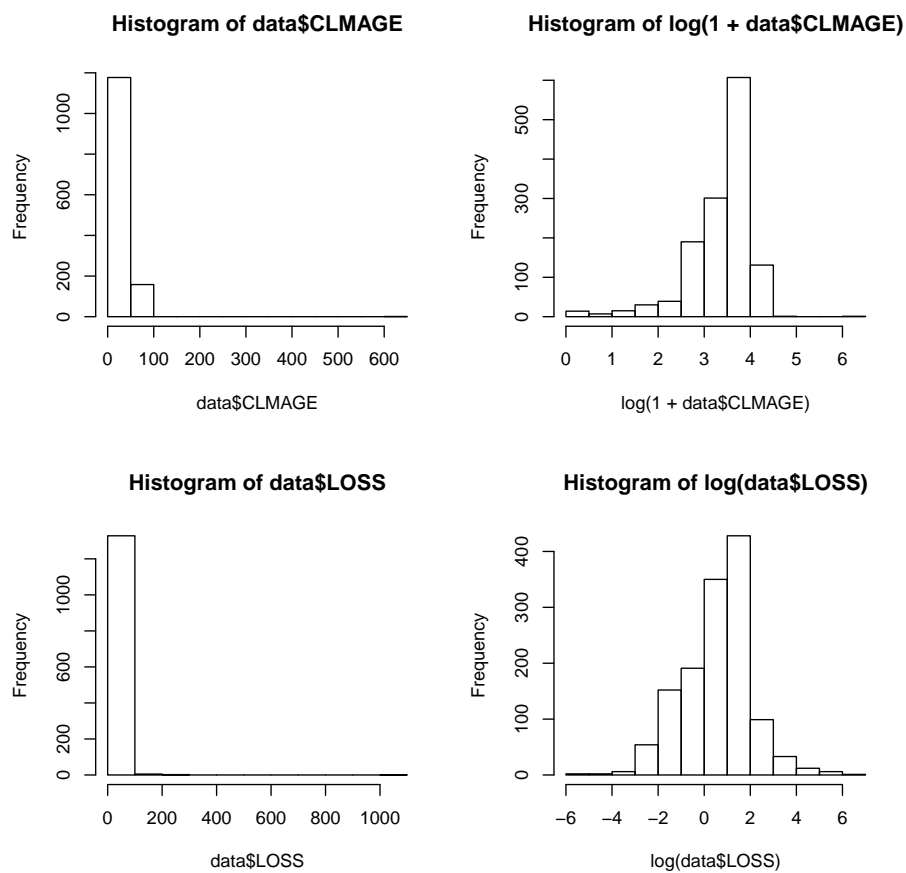 Histogram of data$CLMAGE
Frequency
0 200 600 1000
0 100 200 300 400 500 600
data$CLMAGE
Histogram of log(1 + data$CLMAGE)
Frequency
0 100 300 500
0 1 2 3 4 5 6
log(1 + data$CLMAGE)
Histogram of data$LOSS
Frequency
0 200 600 1000
0 200 400 600 800 1000
data$LOSS
Histogram of log(data$LOSS)
Frequency
0 100 200 300 400
−6 −4 −2 0 2 4 6
log(data$LOSS)